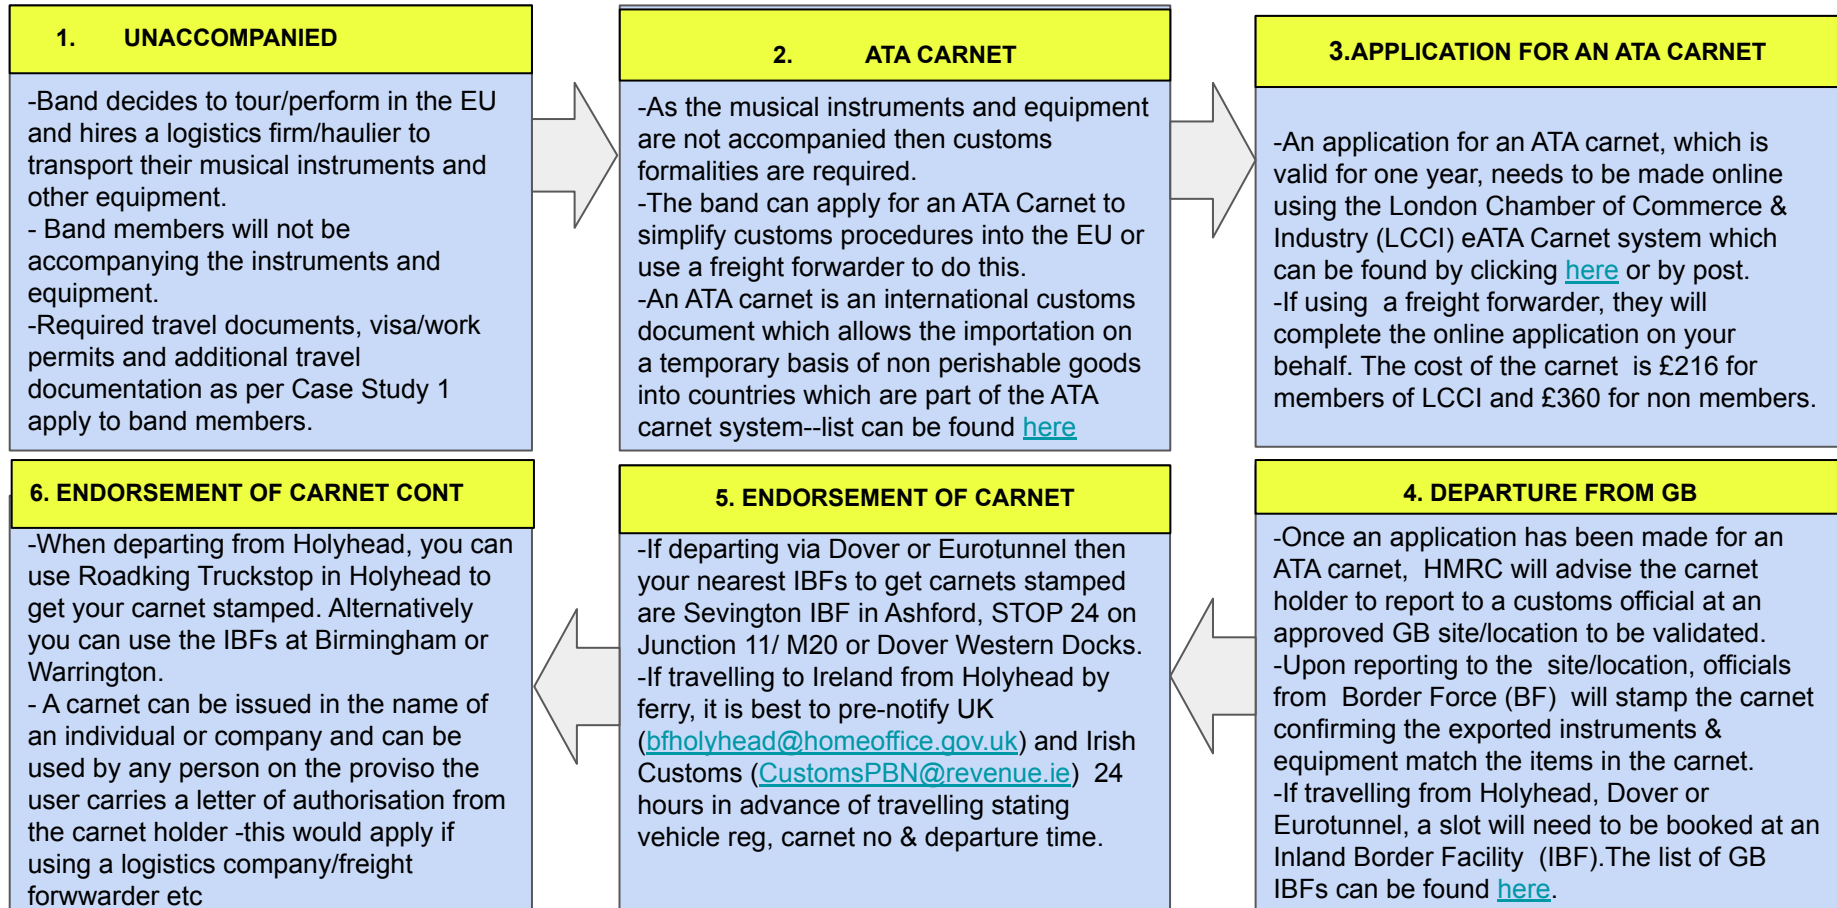 1. UNACCOMPANIED
-Band decides to tour/perform in the EU
and hires a logistics firm/haulier to
transport their musical instruments and
other equipment.
- Band members will not be
accompanying the instruments and
equipment.
-Required travel documents, visa/work
permits and additional travel
documentation as per Case Study 1
apply to band members.
2. ATA CARNET
-As the musical instruments and equipment
are not accompanied then customs
formalities are required.
-The band can apply for an ATA Carnet to
simplify customs procedures into the EU or
use a freight forwarder to do this.
-An ATA carnet is an international customs
document which allows the importation on
a temporary basis of non perishable goods
into countries which are part of the ATA
carnet system--list can be found here
3.APPLICATION FOR AN ATA CARNET
-An application for an ATA carnet, which is
valid for one year, needs to be made online
using the London Chamber of Commerce &
Industry (LCCI) eATA Carnet system which
can be found by clicking here or by post.
-If using  a freight forwarder, they will
complete the online application on your
behalf. The cost of the carnet  is £216 for
members of LCCI and £360 for non members.
4. DEPARTURE FROM GB
-Once an application has been made for an
ATA carnet,  HMRC will advise the carnet
holder to report to a customs official at an
approved GB site/location to be validated.
-Upon reporting to the  site/location, officials
from  Border Force (BF)  will stamp the carnet
confirming the exported instruments &
equipment match the items in the carnet.
-If travelling from Holyhead, Dover or
Eurotunnel, a slot will need to be booked at an
Inland Border Facility  (IBF).The list of GB
IBFs can be found here.
5. ENDORSEMENT OF CARNET
-If departing via Dover or Eurotunnel then
your nearest IBFs to get carnets stamped
are Sevington IBF in Ashford, STOP 24 on
Junction 11/ M20 or Dover Western Docks.
-If travelling to Ireland from Holyhead by
ferry, it is best to pre-notify UK
(bfholyhead@homeoffice.gov.uk) and Irish
Customs (CustomsPBN@revenue.ie)  24
hours in advance of travelling stating
vehicle reg, carnet no & departure time.
6. ENDORSEMENT OF CARNET CONT
-When departing from Holyhead, you can
use Roadking Truckstop in Holyhead to
get your carnet stamped. Alternatively
you can use the IBFs at Birmingham or
Warrington.
- A carnet can be issued in the name of
an individual or company and can be
used by any person on the proviso the
user carries a letter of authorisation from
the carnet holder -this would apply if
using a logistics company/freight
forwwarder etc